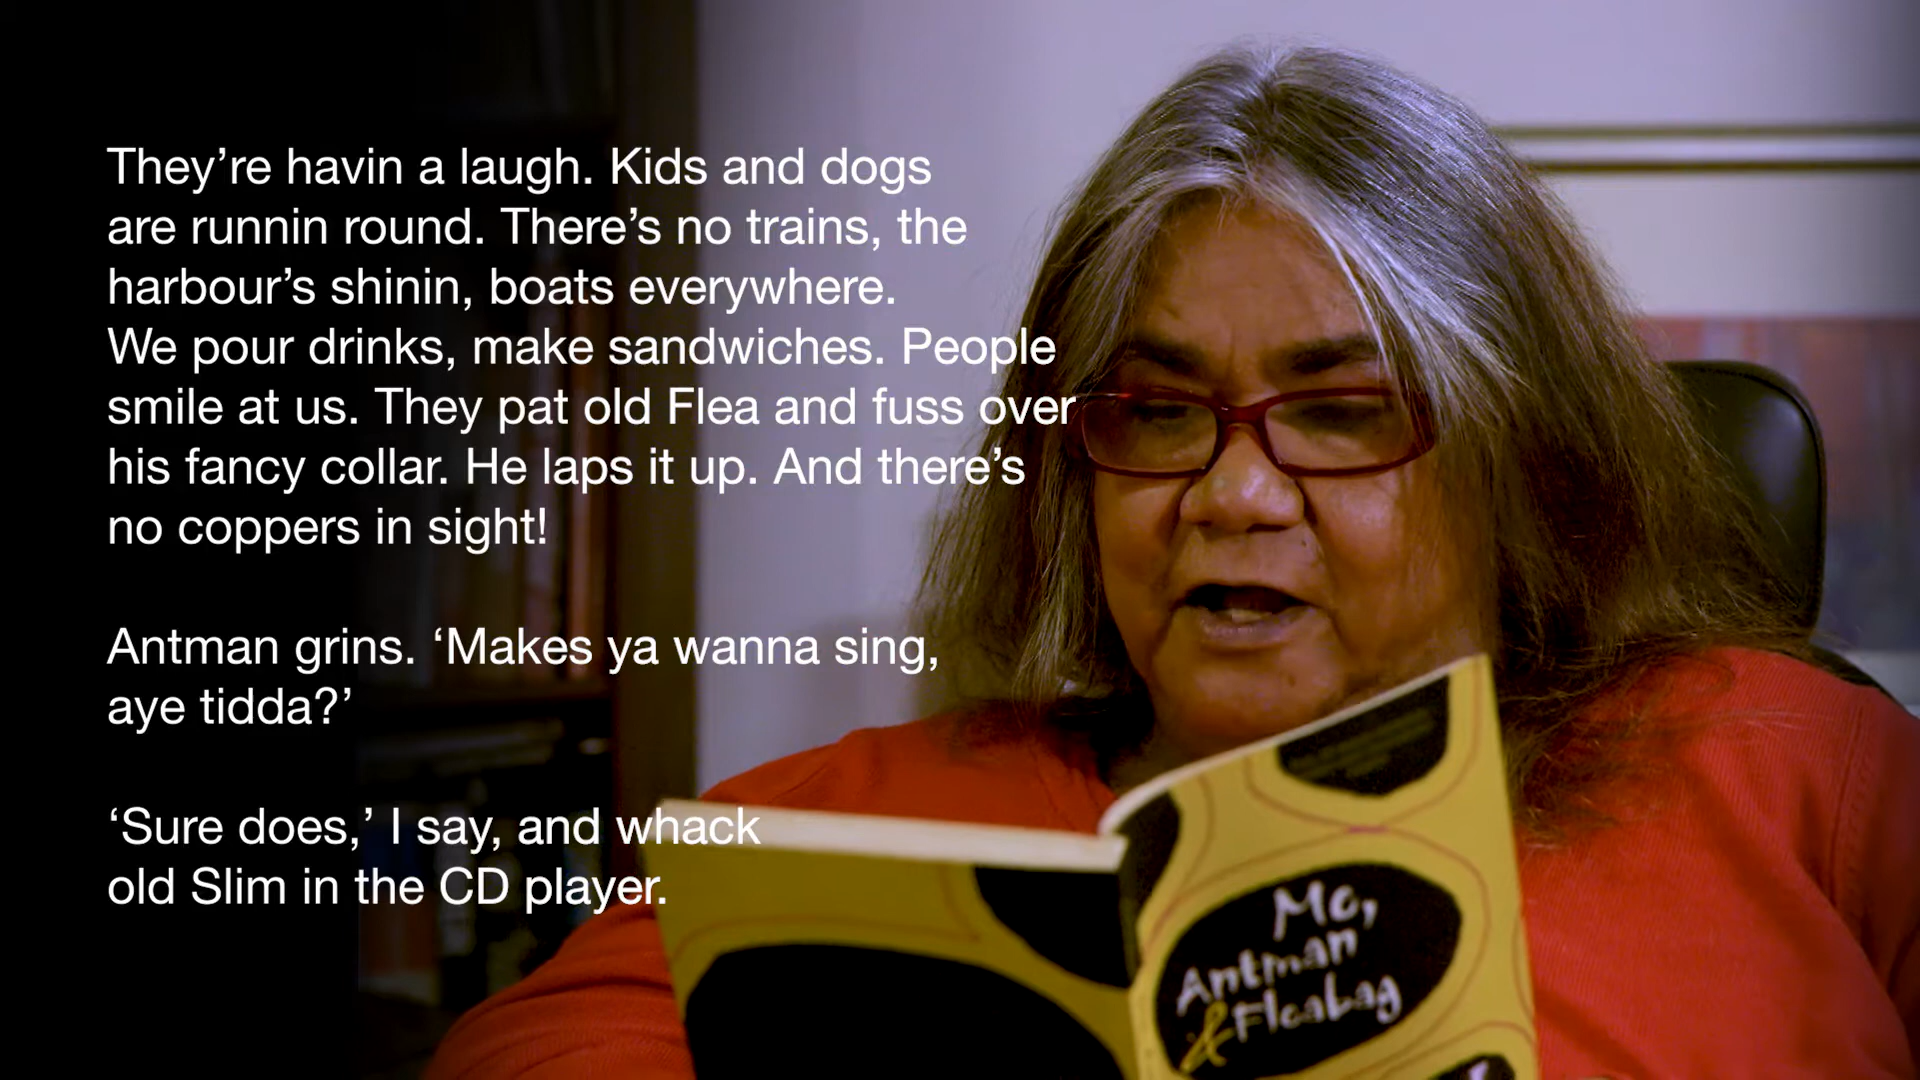 They’re havin a laugh. Kids and dogs
are runnin round. There’s no trains, the
harbour’s shinin, boats everywhere.
We pour drinks, make sandwiches. People
smile at us. They pat old Flea and fuss over
his fancy collar. He laps it up. And there’s
no coppers in sight!
Antman grins. ‘Makes ya wanna sing,
aye tidda?’
‘Sure does,’ I say, and whack
old Slim in the CD player.
Mo,
Antman
& Fleabag